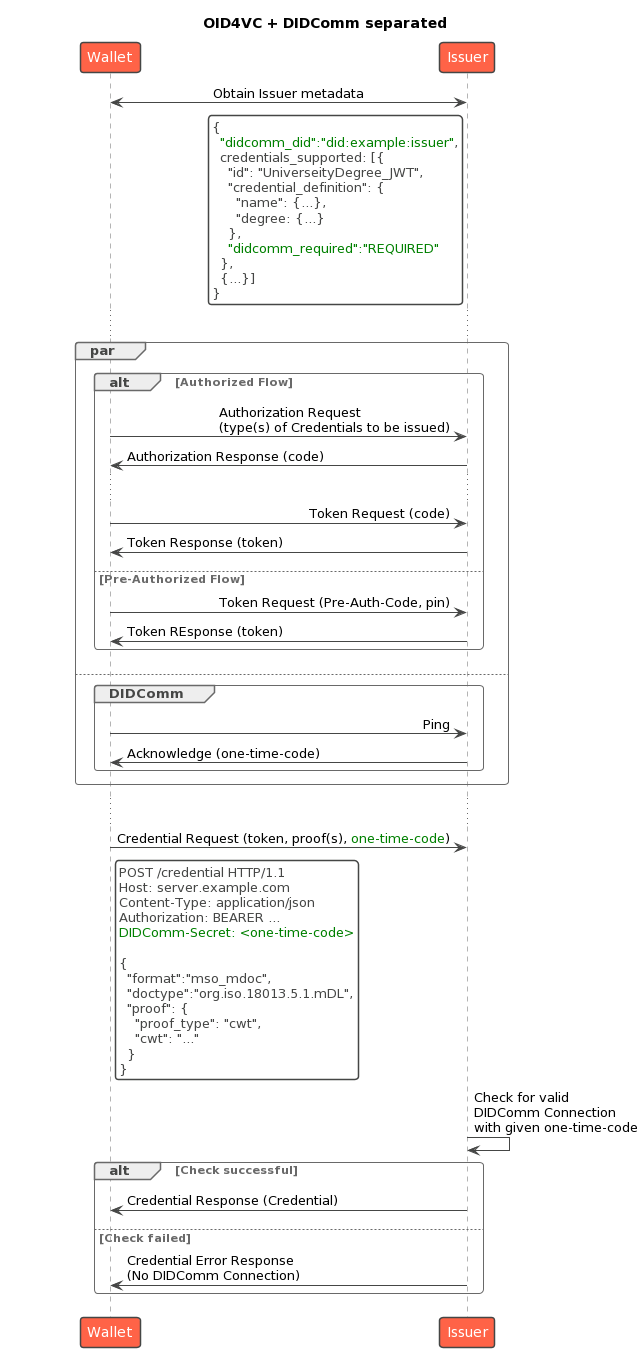 OID4VC + DIDComm separated
Wallet
Issuer
Obtain Issuer metadata
{
"didcomm_did":"did:example:issuer",
credentials_supported: [{
"id": "UniverseityDegree_JWT",
"credential_definition": {
"name": {...},
"degree: {...}
},
"didcomm_required":"REQUIRED"
},
{...}]
}
par
alt
[Authorized Flow]
Authorization Request
(type(s) of Credentials to be issued)
Authorization Response (code)
Token Request (code)
Token Response (token)
[Pre-Authorized Flow]
Token Request (Pre-Auth-Code, pin)
Token REsponse (token)
DIDComm
Ping
Acknowledge (one-time-code)
Credential Request (token, proof(s), one-time-code)
POST /credential HTTP/1.1
Host: server.example.com
Content-Type: application/json
Authorization: BEARER ...
DIDComm-Secret: <one-time-code>
{
"format":"mso_mdoc",
"doctype":"org.iso.18013.5.1.mDL",
"proof": {
"proof_type": "cwt",
"cwt": "..."
}
}
Check for valid
DIDComm Connection
with given one-time-code
alt
[Check successful]
Credential Response (Credential)
[Check failed]
Credential Error Response
(No DIDComm Connection)
Wallet
Issuer